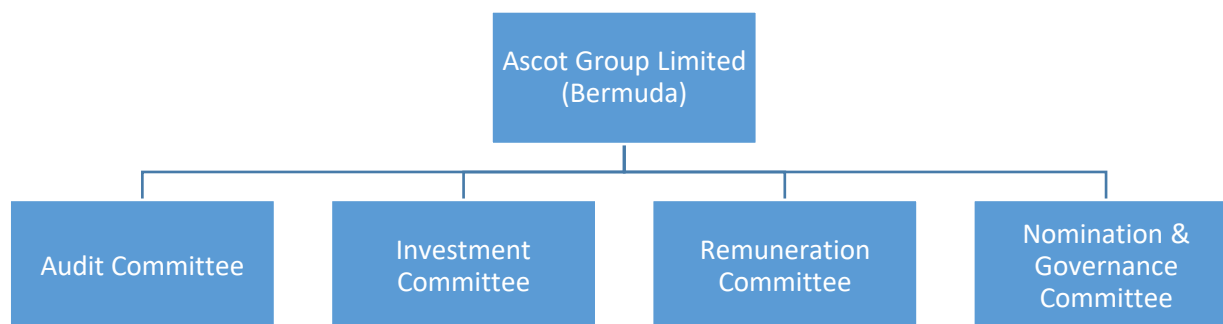 Ascot Group Limited
(Bermuda)
Audit Committee
Investment
Committee
Remuneration
Committee
Nomination &
Governance
Committee